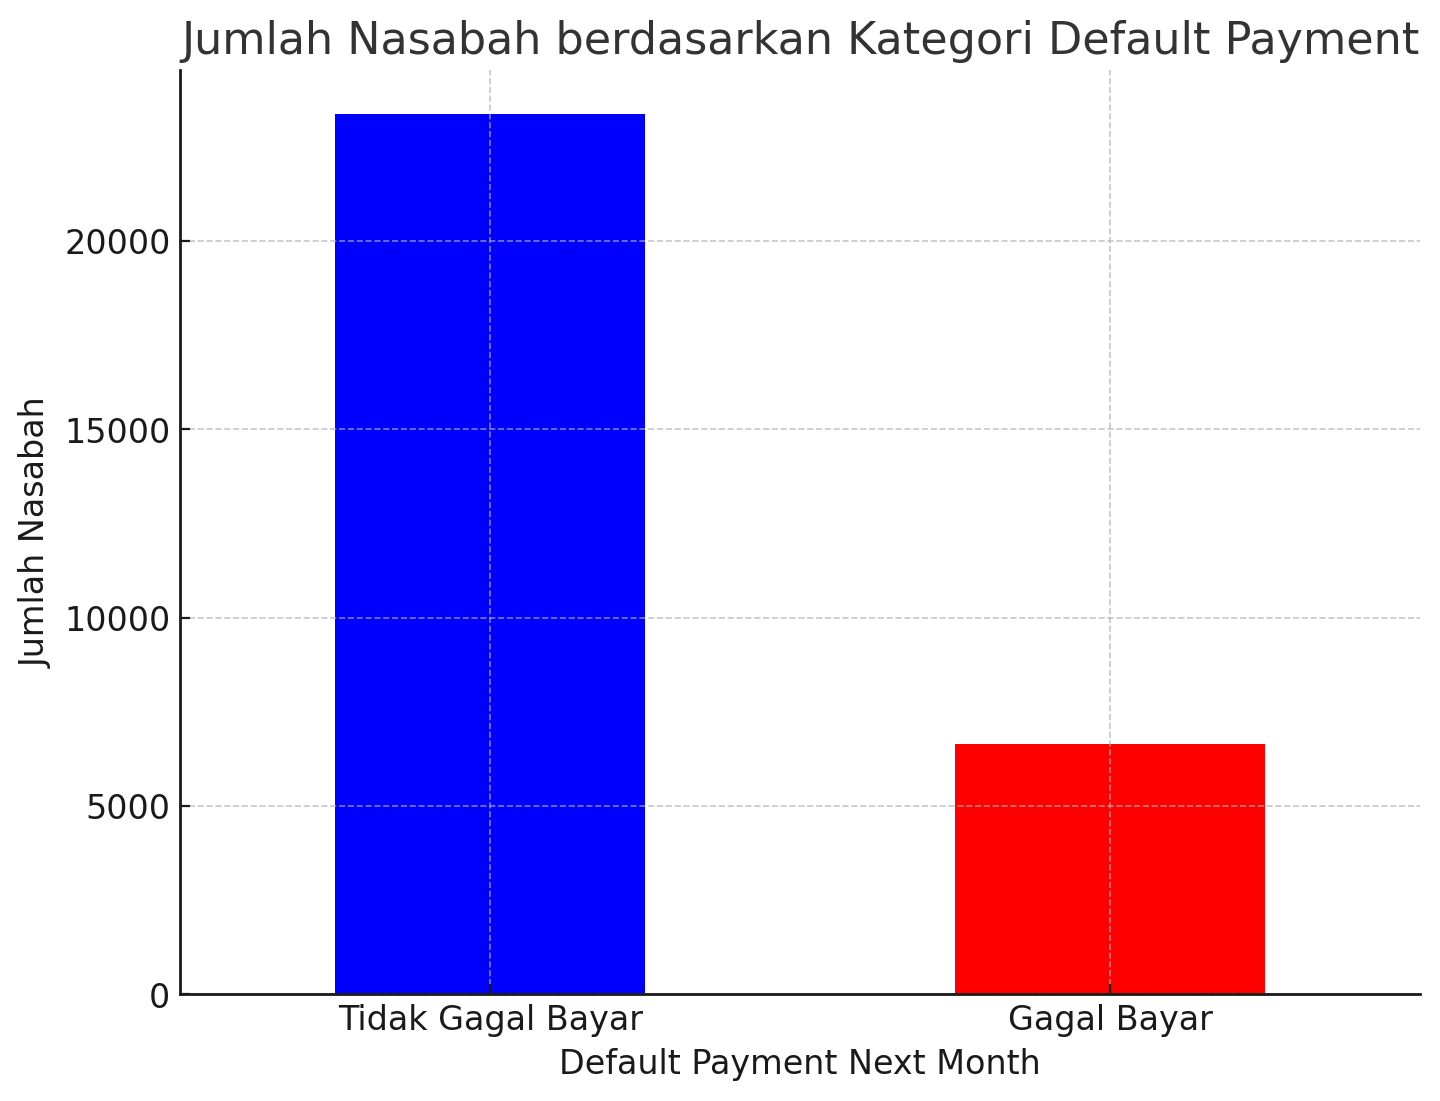 Jumlah Nasabah berdasarkan Kategori Default Payment
Jumlah Nasabah
20000
15000
10000
5000
0
Tidak Gagal Bayar
Gagal Bayar
Default Payment Next Month